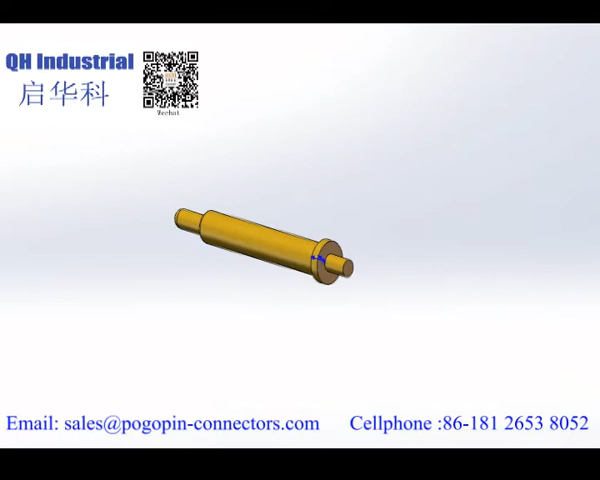 QH Industrial
启华科
Wechat
Email: sales@pogopin-connectors.com
Cellphone :86-181 2653 8052